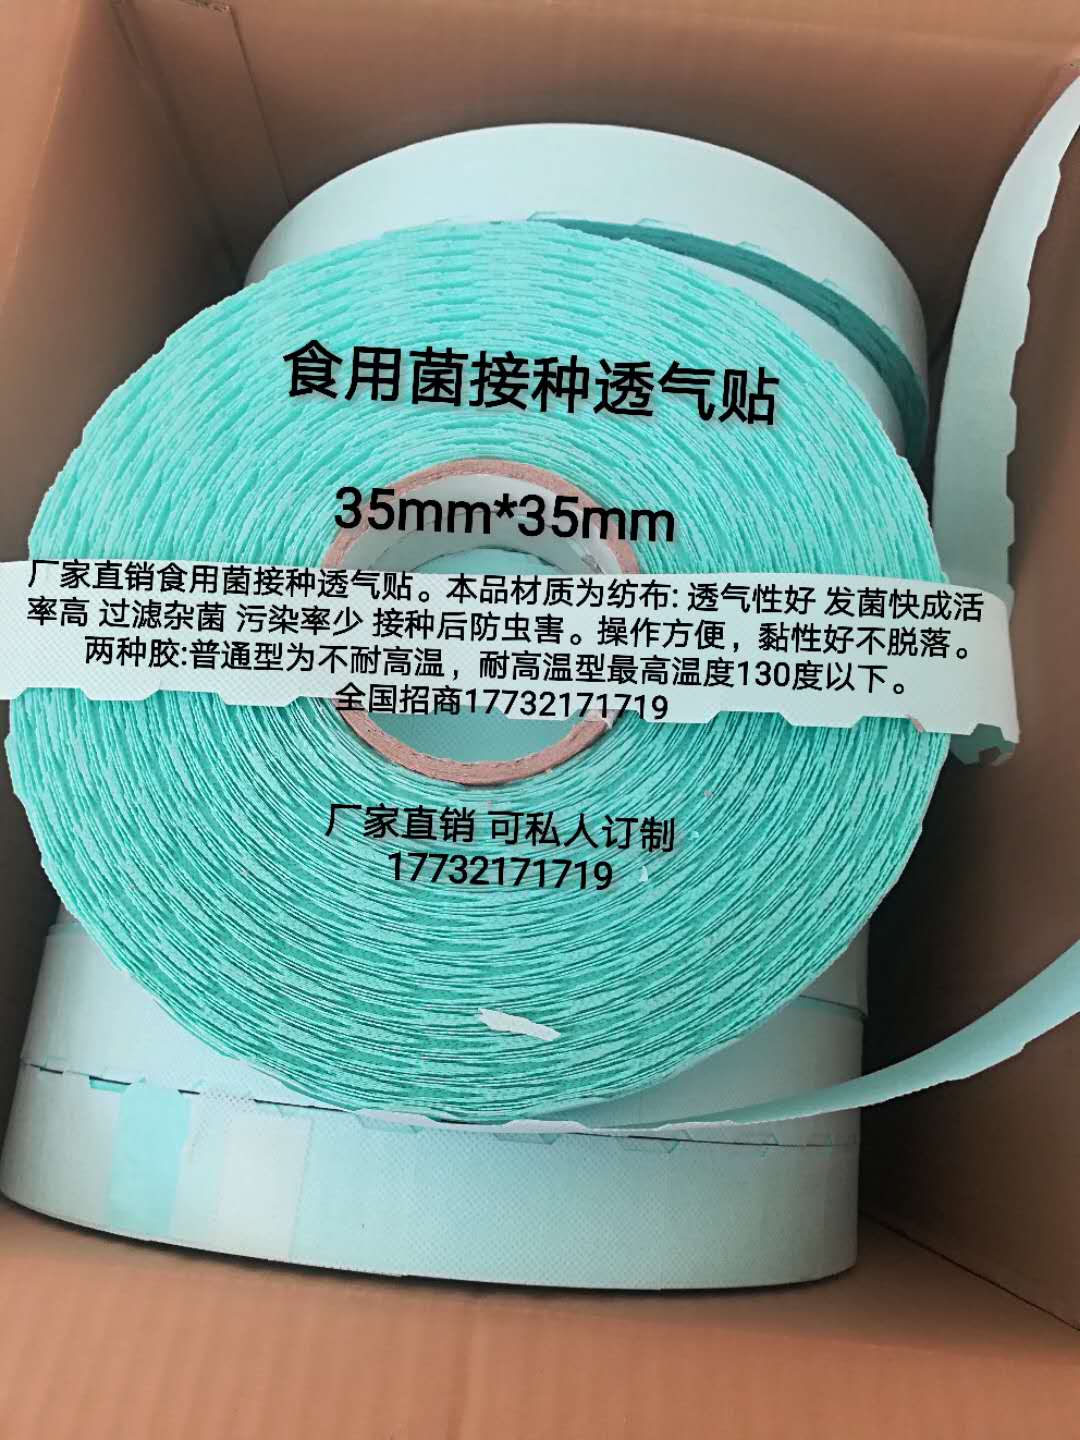 食用菌接种透气贴
35mm*35mm
厂家直销食用菌接种透气贴。本品材质为纺布: 透气性好 发菌快成活
率高 过滤杂菌 污染率少 接种后防虫害。操作方便，黏性好不脱落。
两种胶:普通型为不耐高温，耐高温型最高温度130度以下。
全国招商17732171719
厂家直销 可私人订制
17732171719